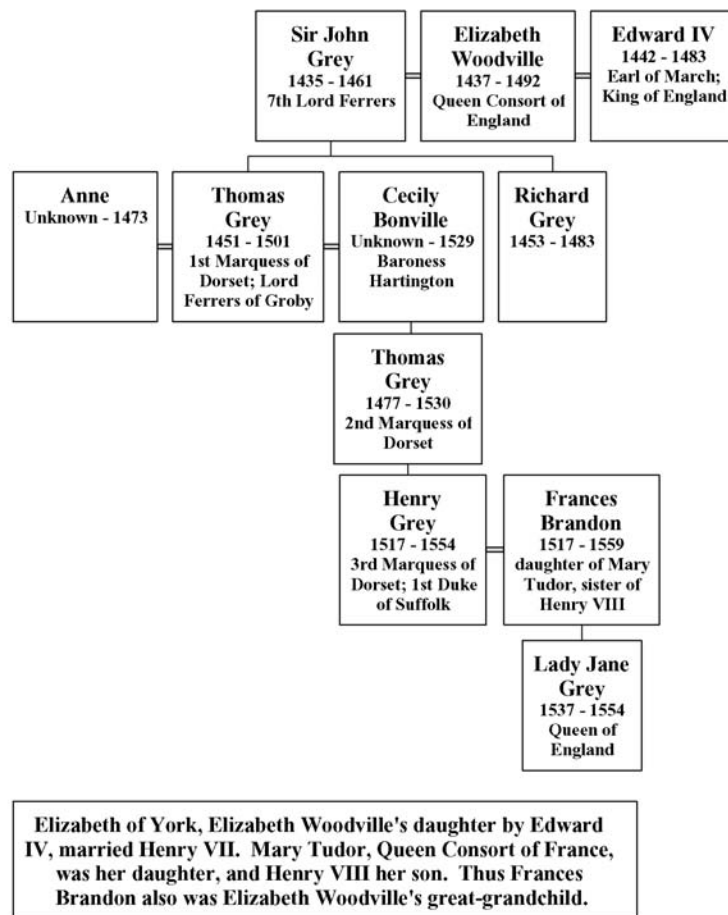 Sir John
Grey
1435 - 1461
7th Lord Ferrers
Elizabeth
Woodville
1437 - 1492
Queen Consort of
England
Edward IV
1442 - 1483
Earl of March;
King of England
Anne
Unknown - 1473
Thomas
Grey
1451 - 1501
1st Marquess of
Dorset; Lord
Ferrers of Groby
Cecily
Bonville
Unknown - 1529
Baroness
Hartington
Richard
Grey
1453 - 1483
Thomas
Grey
1477 - 1530
2nd Marquess of
Dorset
Henry
Grey
1517 - 1554
3rd Marquess of
Dorset; 1st Duke
of Suffolk
Frances
Brandon
1517 - 1559
daughter of Mary
Tudor, sister of
Henry VIII
Lady Jane
Grey
1537 - 1554
Queen of
England
Elizabeth of York, Elizabeth Woodville's daughter by Edward
IV, married Henry VII.  Mary Tudor, Queen Consort of France,
was her daughter, and Henry VIII her son.  Thus Frances
Brandon also was Elizabeth Woodville's great-grandchild.